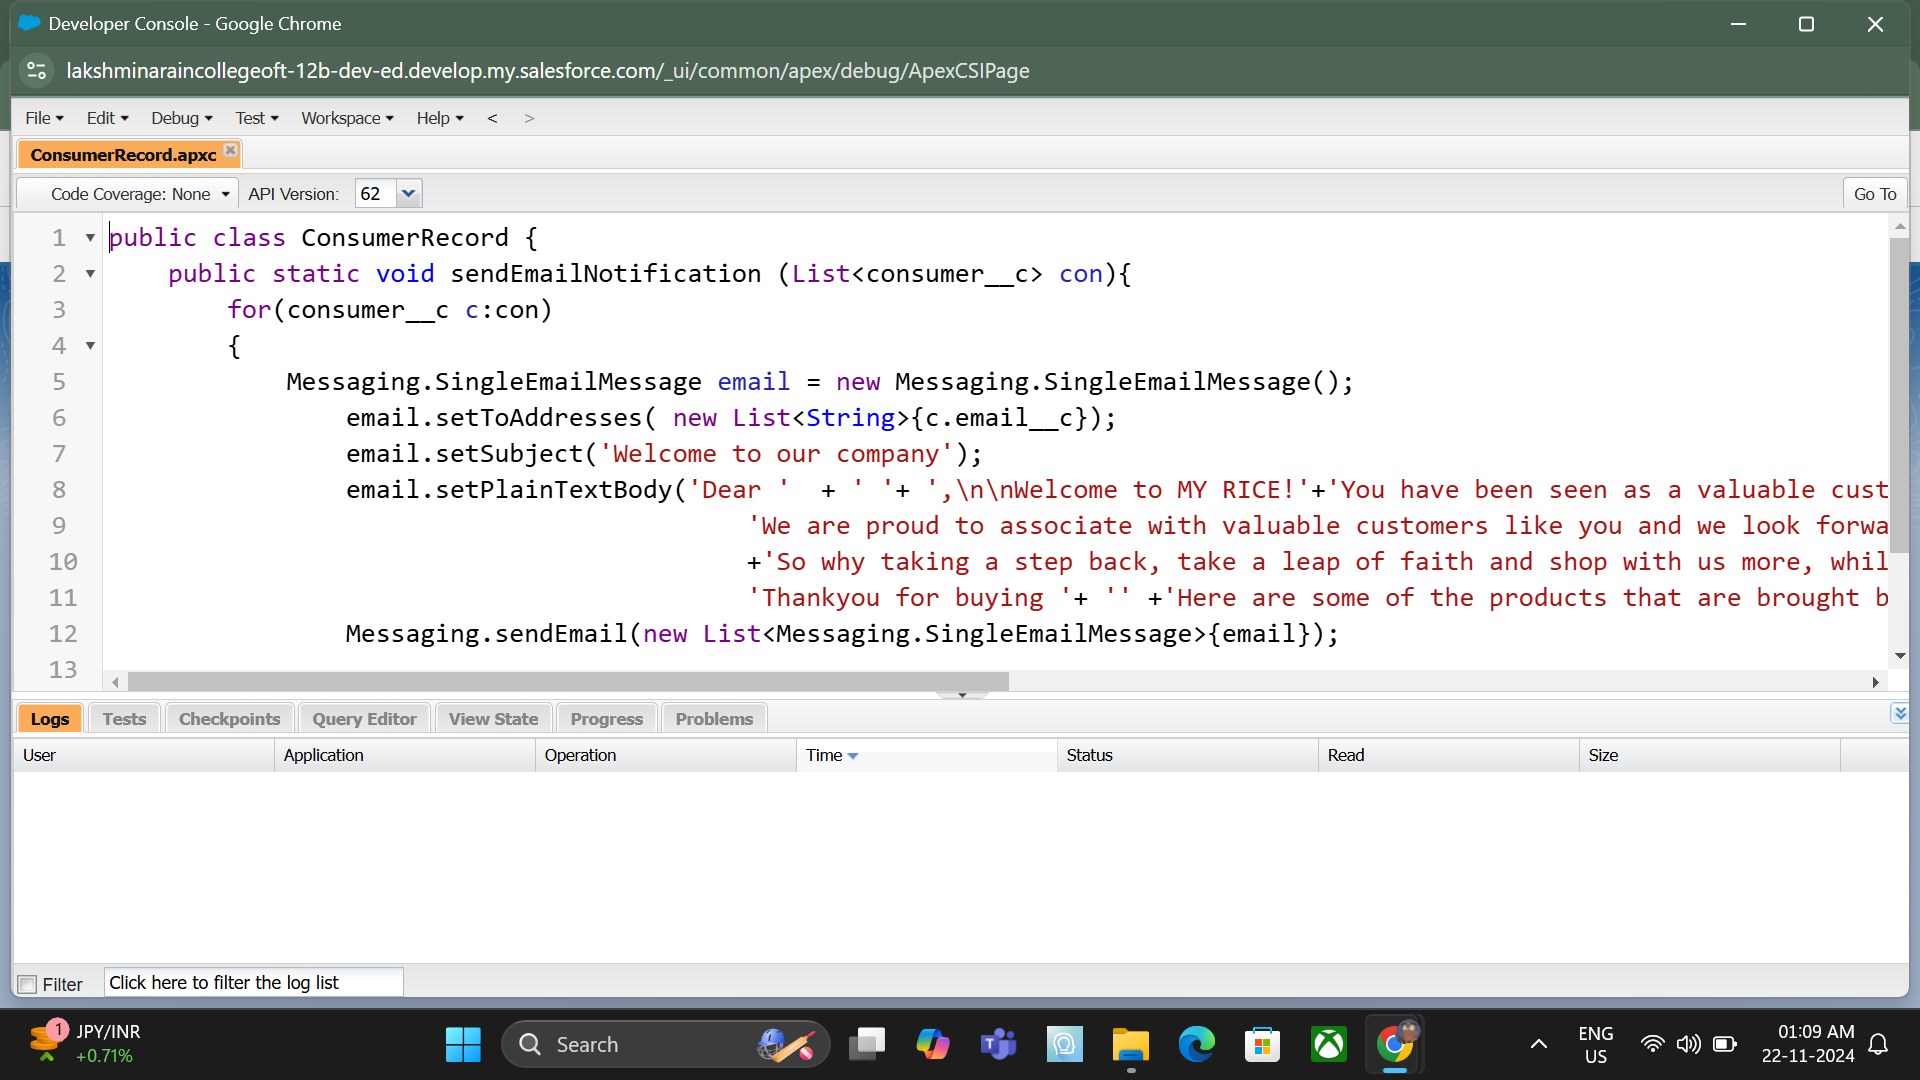 Developer Console - Google Chrome
lakshminaraincollegeoft-12b-dev-ed.develop.my.salesforce.com/_ui/common/apex/debug/ApexCSIPage
File Edit Debug Test Workspace Help < >
ConsumerRecord.apxc
Code Coverage: None API Version: 62 Go To
1 public class ConsumerRecord {
2 public static void sendEmailNotification (List<consumer__c> con){
3 for(consumer__c c:con)
4 {
5 Messaging.SingleEmailMessage email = new Messaging.SingleEmailMessage();
6 email.setToAddresses( new List<String>{c.email__c});
7 email.setSubject('Welcome to our company');
8 email.setPlainTextBody('Dear ' + ' '+ ',\n\nWelcome to MY RICE!'+'You have been seen as a valuable cust
9 'We are proud to associate with valuable customers like you and we look forwa
10 +'So why taking a step back, take a leap of faith and shop with us more, whil
11 'Thankyou for buying '+ '' +'Here are some of the products that are brought b
12 Messaging.sendEmail(new List<Messaging.SingleEmailMessage>{email});
13
Logs Tests Checkpoints Query Editor View State Progress Problems
User Application Operation Time Status Read Size
Filter Click here to filter the log list
1 JPY/INR
+0.71%
Search
ENG
US
01:09 AM
22-11-2024